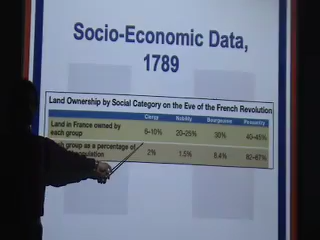 Socio-Economic Data,
1789
Land Ownership by Social Category on the Eve of the French Revolution
Clergy Nobility Bourgeoisie Peasantry
Land in France owned by
each group 6–10% 20–25% 30% 40–45%
group as a percentage of
2% 1.5% 8.4% 82–87%